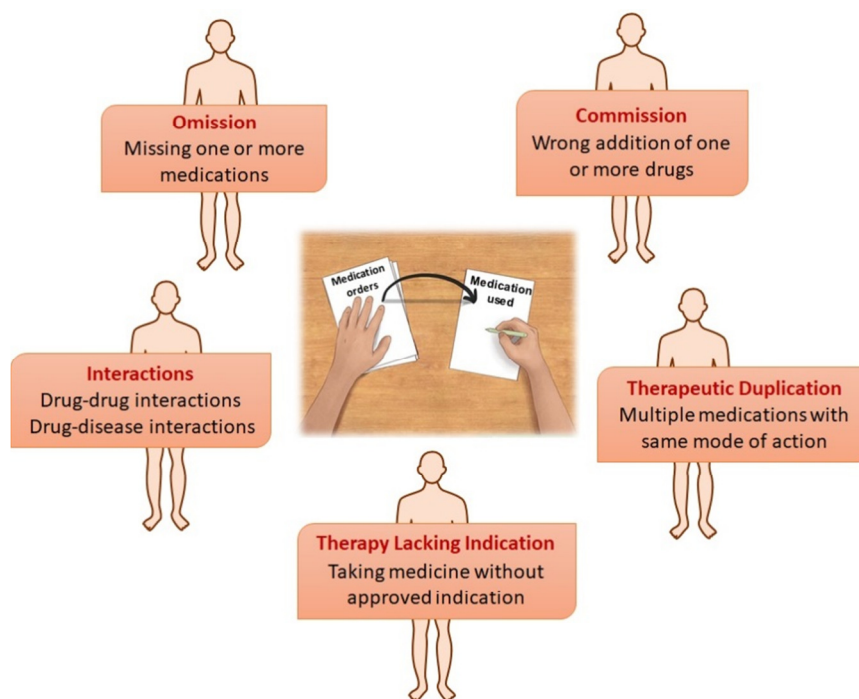 Omission
Missing one or more
medications
Commission
Wrong addition of one
or more drugs
Medication
orders
Medication
used
Interactions
Drug-drug interactions
Drug-disease interactions
Therapeutic Duplication
Multiple medications with
same mode of action
Therapy Lacking Indication
Taking medicine without
approved indication